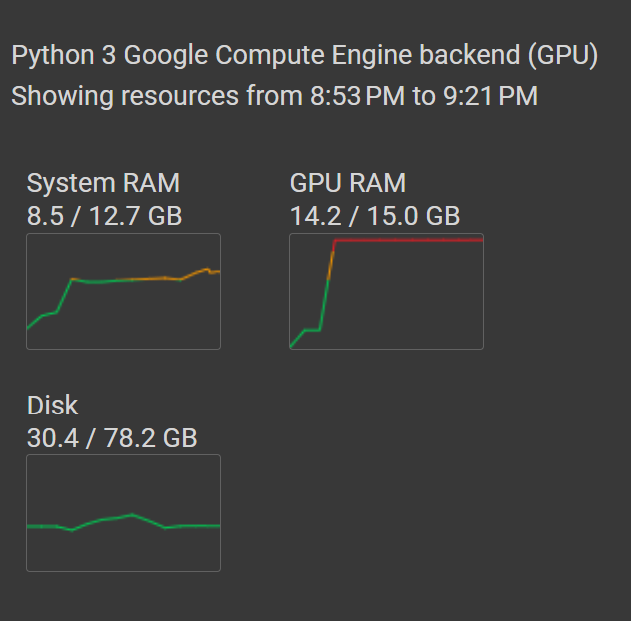 Python 3 Google Compute Engine backend (GPU)
Showing resources from 8:53 PM to 9:21 PM
System RAM
8.5 / 12.7 GB
GPU RAM
14.2 / 15.0 GB
Disk
30.4 / 78.2 GB